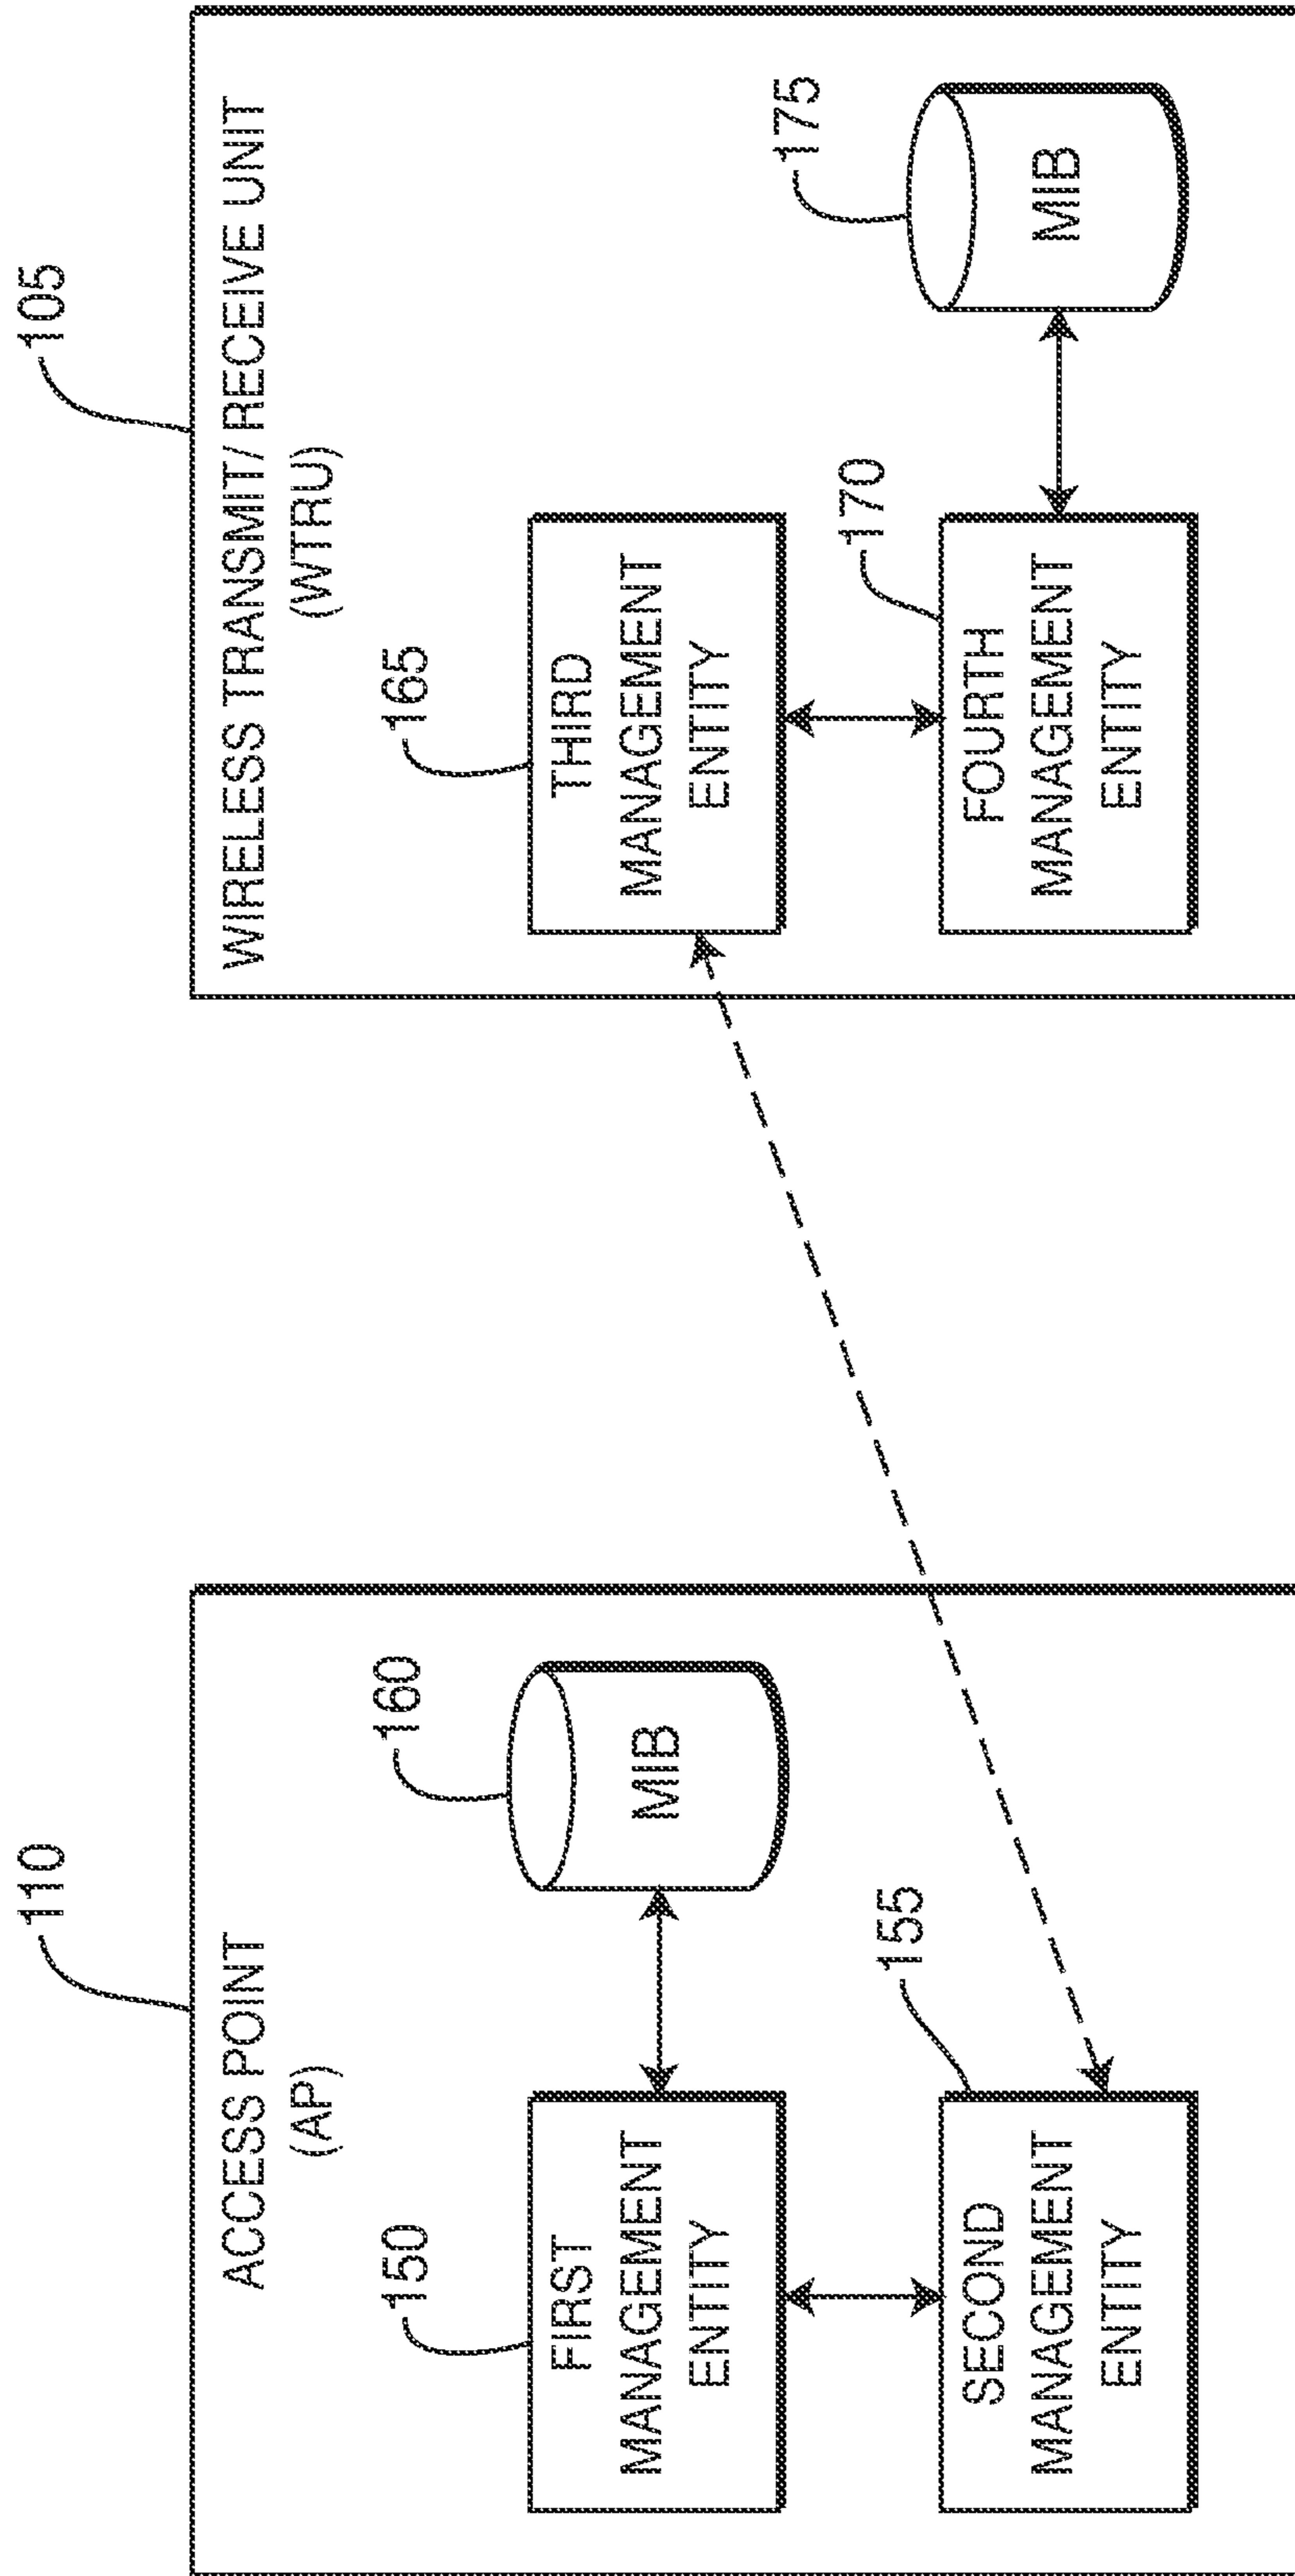 110
ACCESS POINT
(AP)
150
FIRST
MANAGEMENT
ENTITY
160
MIB
155
SECOND
MANAGEMENT
ENTITY
105
WIRELESS TRANSMIT/ RECEIVE UNIT
(WTRU)
165
THIRD
MANAGEMENT
ENTITY
170
FOURTH
MANAGEMENT
ENTITY
175
MIB